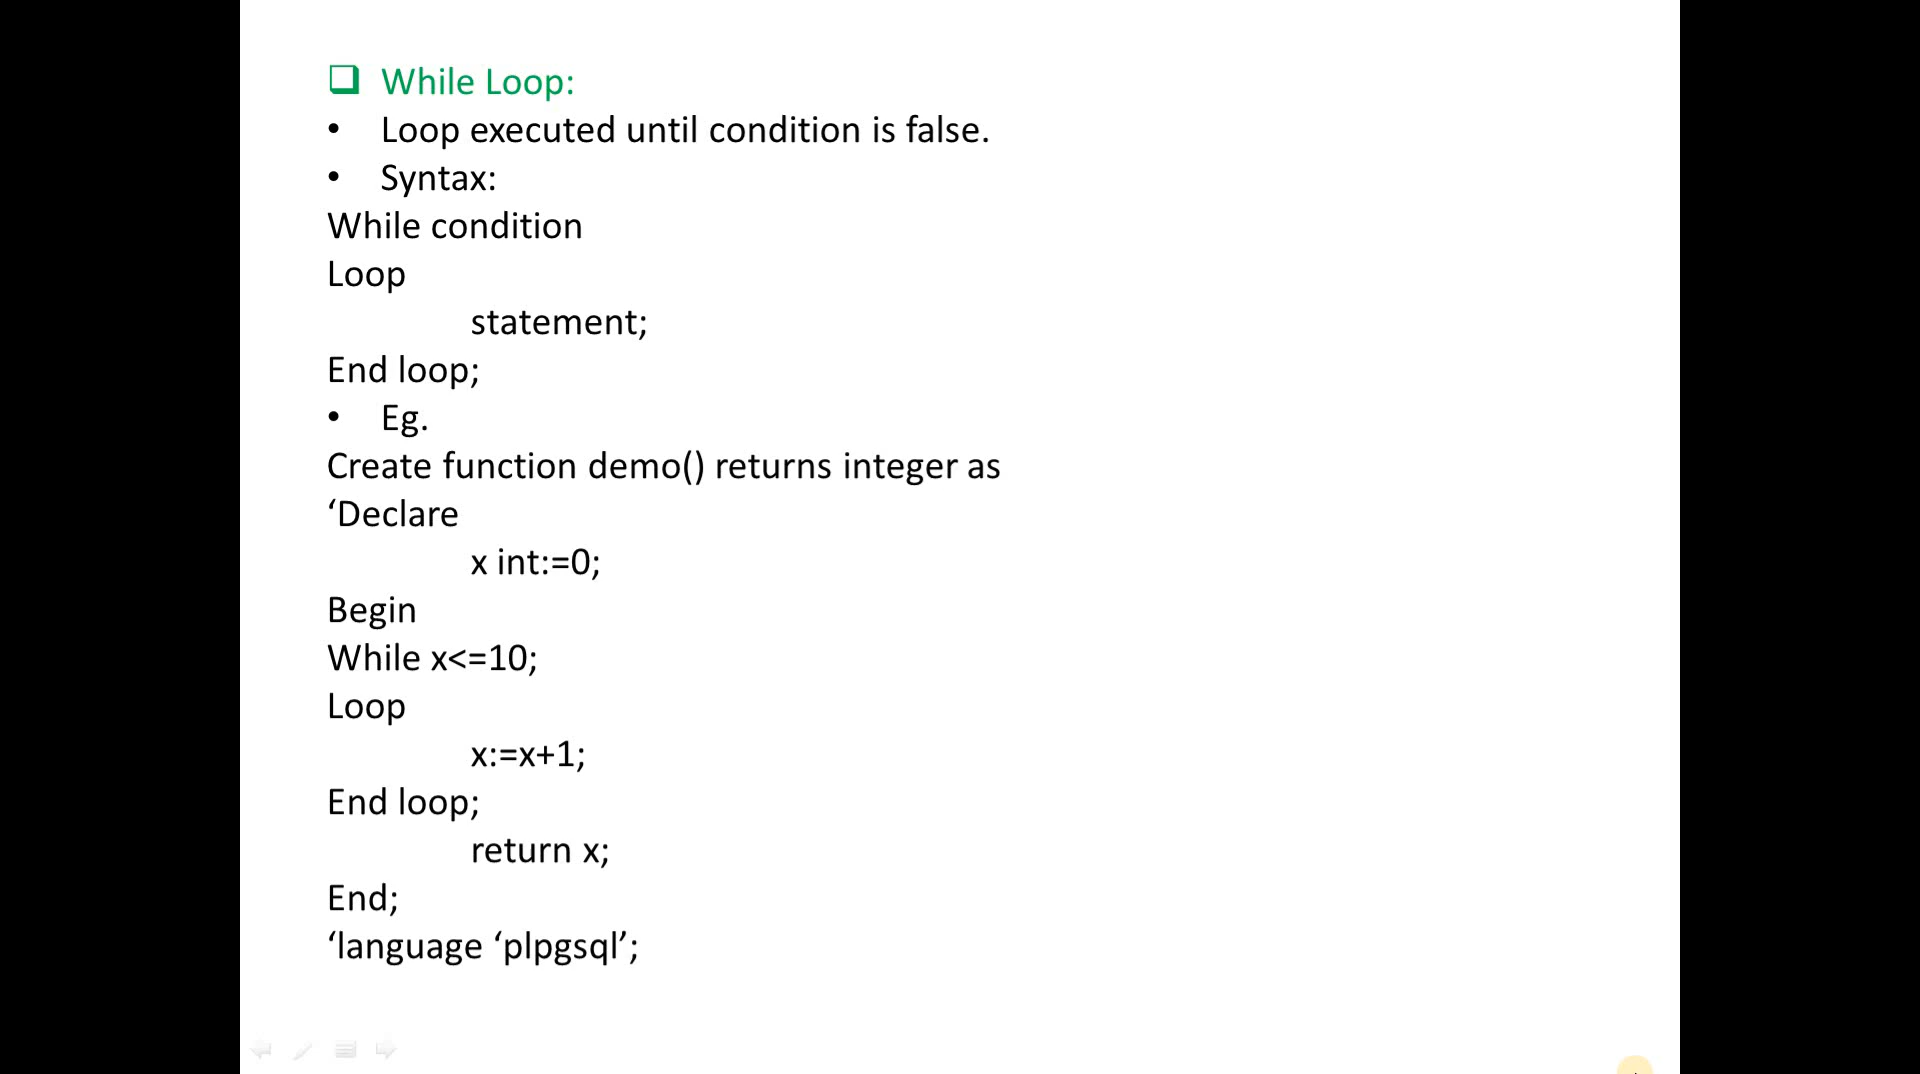 While Loop:
• Loop executed until condition is false.
• Syntax:
While condition
Loop
statement;
End loop;
• Eg.
Create function demo() returns integer as
‘Declare
x int:=0;
Begin
While x<=10;
Loop
x:=x+1;
End loop;
return x;
End;
‘language ‘plpgsql’;